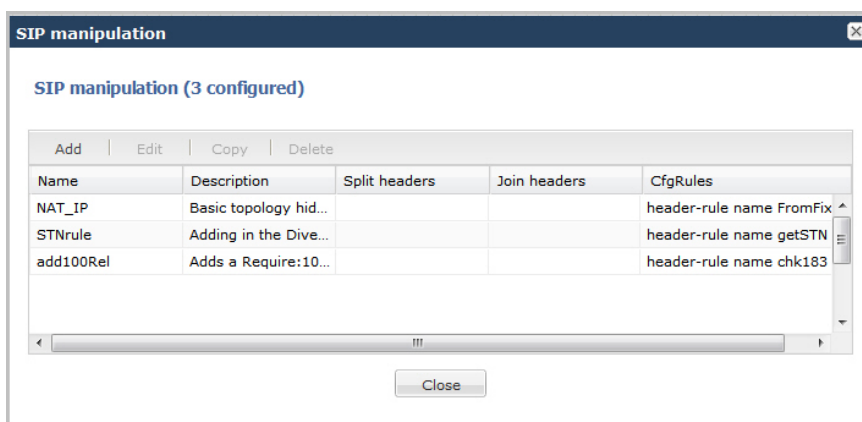 SIP manipulation
SIP manipulation (3 configured)
Add Edit Copy Delete
Name Description Split headers Join headers CfgRules
NAT_IP Basic topology hid... header-rule name FromFix
STNrule Adding in the Dive... header-rule name getSTN
add100Rel Adds a Require:10... header-rule name chk183
Close